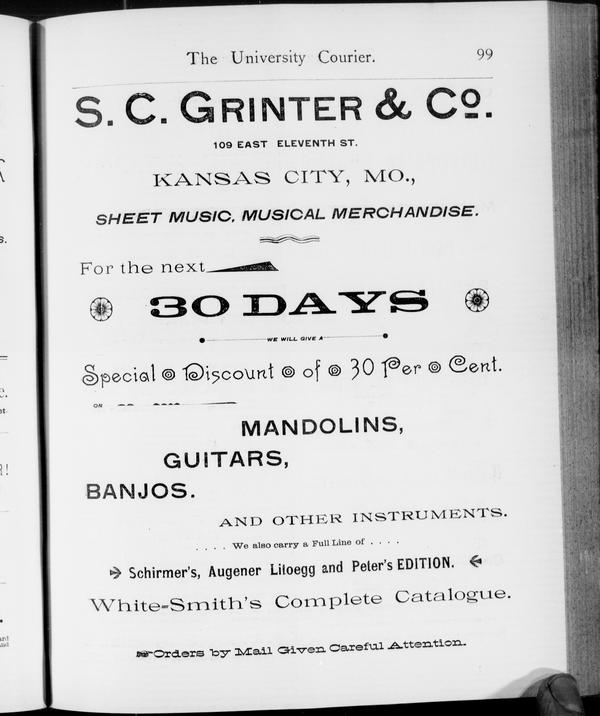 The University Courier. 99
S. C. GRINTER & Co.
109 EAST ELEVENTH ST.
KANSAS CITY, MO.,
SHEET MUSIC, MUSICAL MERCHANDISE.
For the next
30 DAYS
WE WILL GIVE A
Special Discount of 30 Per Cent.
ON
MANDOLINS,
GUITARS,
BANJOS.
AND OTHER INSTRUMENTS.
. . . . We also carry a Full Line of . . . .
Schirmer's, Augener Litoegg and Peter's EDITION.
White=Smith's Complete Catalogue.
Orders by Mail Given Careful Attention.